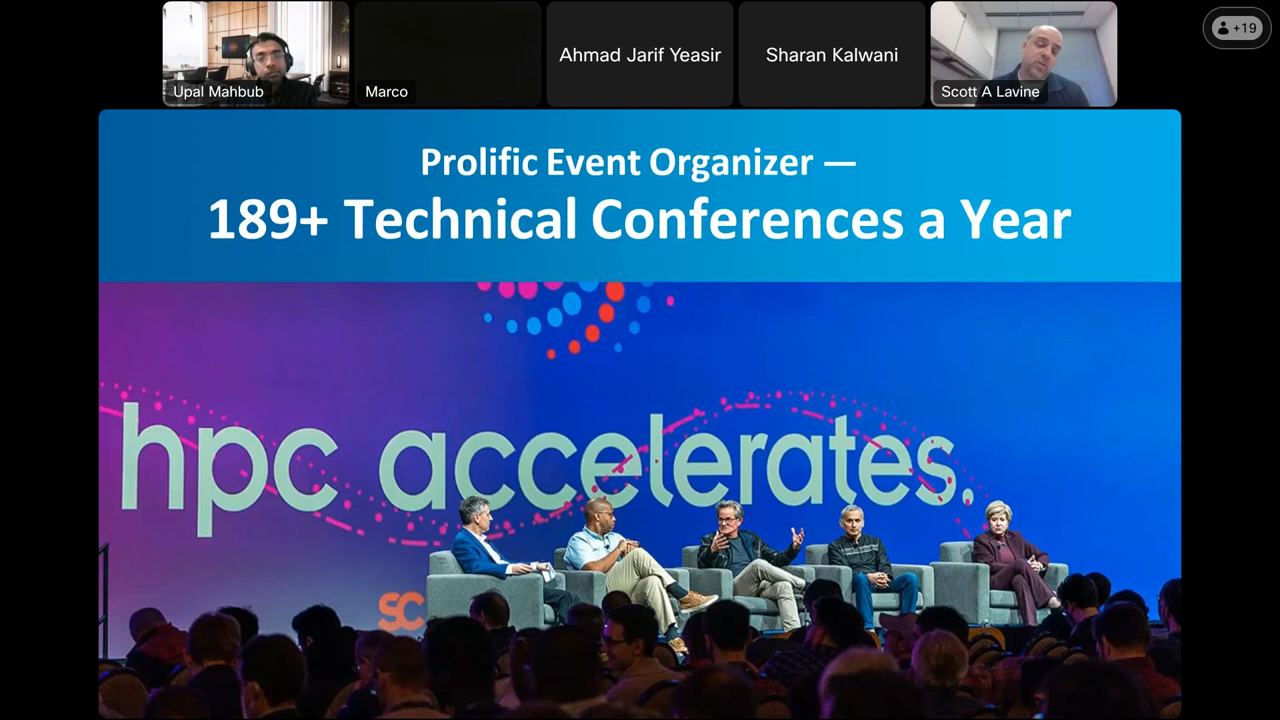 Upal Mahbub
Marco
Ahmad Jarif Yeasir
Sharan Kalwani
Scott A Lavine
+19
Prolific Event Organizer —
189+ Technical Conferences a Year
hpc accelerates.
SC